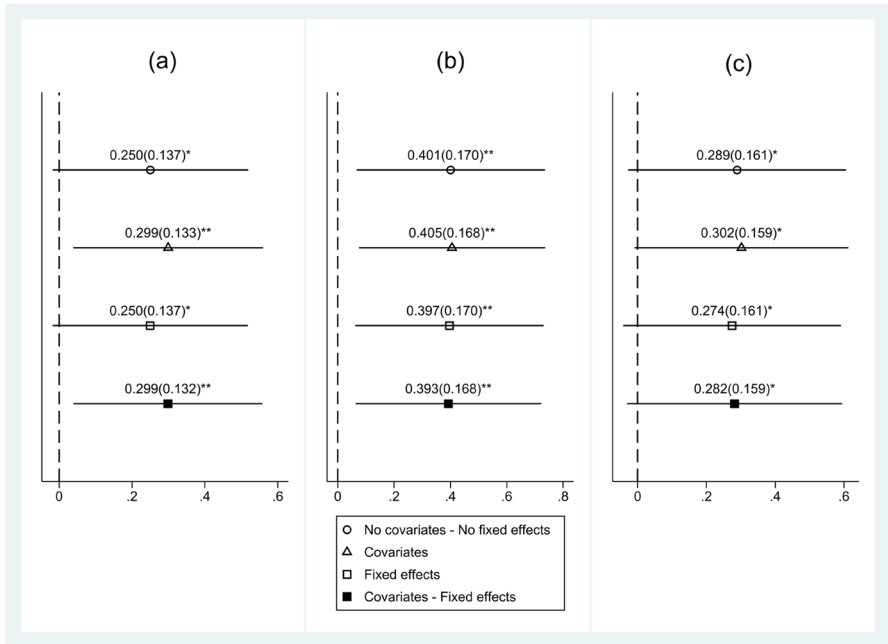 (a)
0.250(0.137)*
0.299(0.133)**
0.250(0.137)*
0.299(0.132)**
0 .2 .4 .6
(b)
0.401(0.170)**
0.405(0.168)**
0.397(0.170)**
0.393(0.168)**
0 .2 .4 .6 .8
(c)
0.289(0.161)*
0.302(0.159)*
0.274(0.161)*
0.282(0.159)*
0 .2 .4 .6
No covariates - No fixed effects
Covariates
Fixed effects
Covariates - Fixed effects